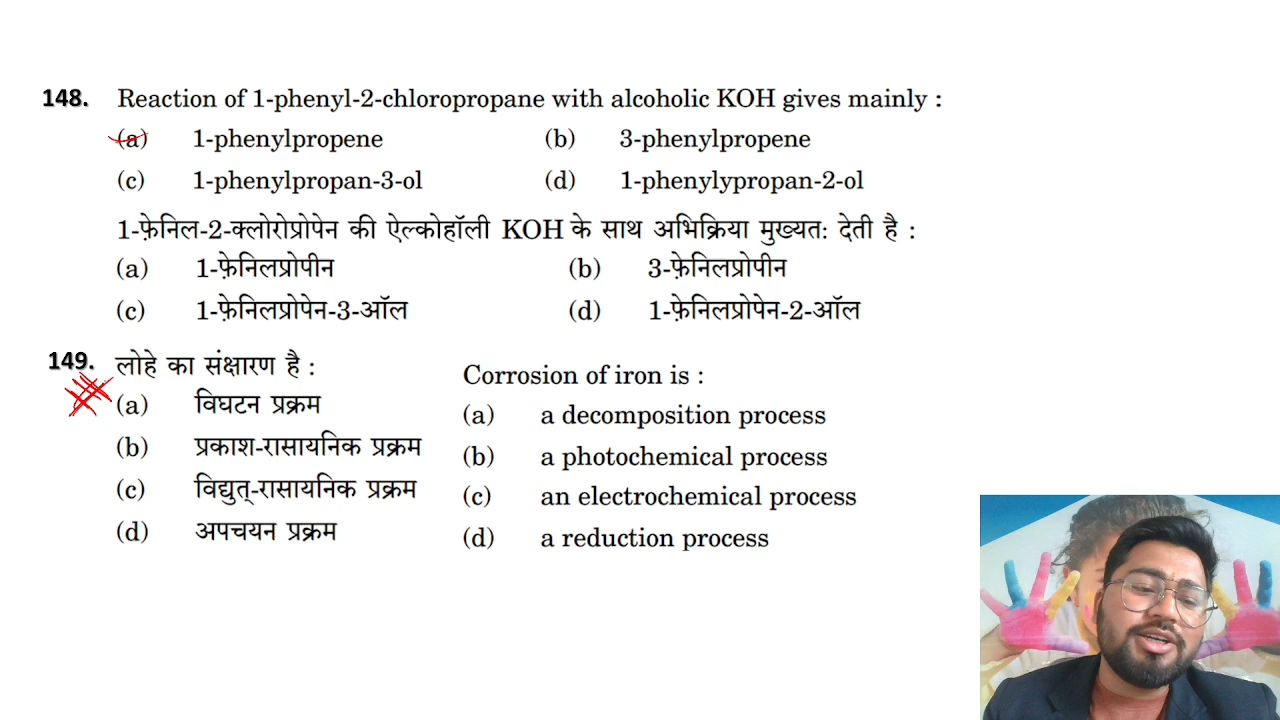 148. Reaction of 1-phenyl-2-chloropropane with alcoholic KOH gives mainly :
(a) 1-phenylpropene (b) 3-phenylpropene
(c) 1-phenylpropan-3-ol (d) 1-phenylypropan-2-ol
1-फ़ेनिल-2-क्लोरोप्रोपेन की ऐल्कोहॉली KOH के साथ अभिक्रिया मुख्यतः देती है :
(a) 1-फ़ेनिलप्रोपीन (b) 3-फ़ेनिलप्रोपीन
(c) 1-फ़ेनिलप्रोपेन-3-ऑल (d) 1-फ़ेनिलप्रोपेन-2-ऑल
149. लोहे का संक्षारण है :
(a) विघटन प्रक्रम
(b) प्रकाश-रासायनिक प्रक्रम
(c) विद्युत्-रासायनिक प्रक्रम
(d) अपचयन प्रक्रम
Corrosion of iron is :
(a) a decomposition process
(b) a photochemical process
(c) an electrochemical process
(d) a reduction process